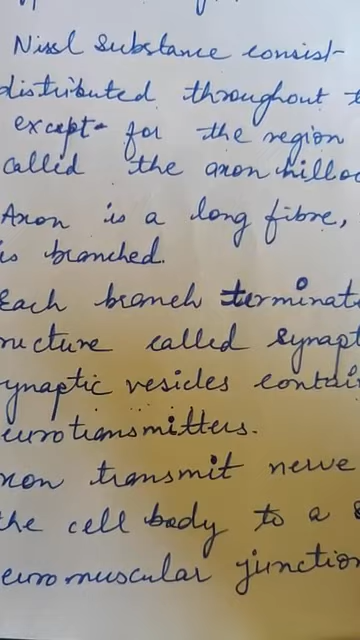 Nissl substance consist
distributed throughout t
except for the region
called the axon hilloc
Axon is a long fibre,
is branched.
Each branch terminat
ructure called synapt
ynaptic vesicles contai
eurotransmitters.
xon transmit nerve
the cell body to a s
euromuscular junction